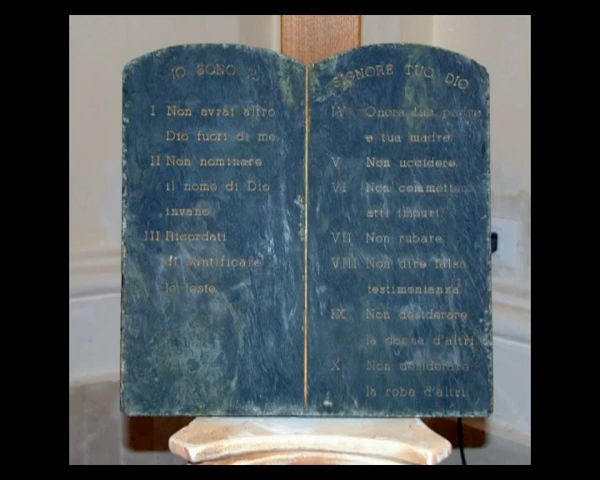 IO SONO IL
SIGNORE TUO DIO
I Non avrai altro
Dio fuori di me
II Non nominare
il nome di Dio
invano
III Ricordati
di santificare
le feste
IV Onora tuo padre
e tua madre
V Non uccidere
VI Non commettere
atti impuri
VII Non rubare
VIII Non dire falsa
testimonianza
IX Non desiderare
la donna d'altri
X Non desiderare
la roba d'altri